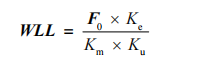 WLL = F₀ × Kₑ / Kₘ × Kᵤ